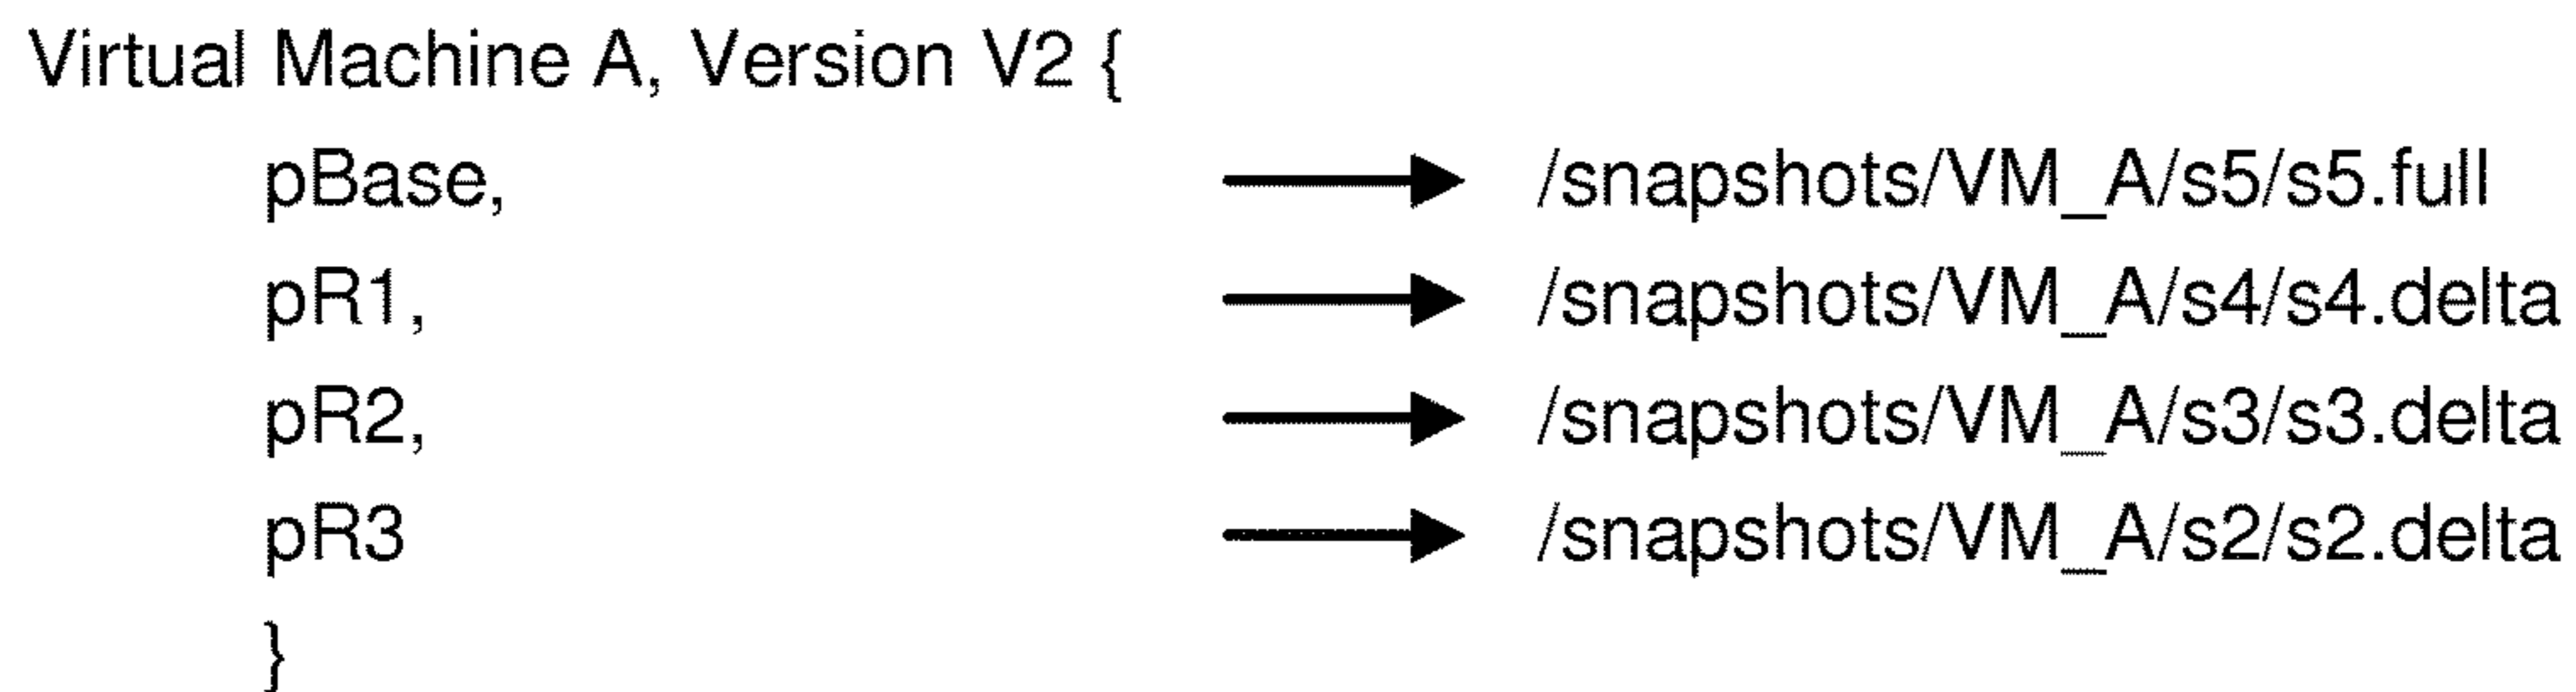 Virtual Machine A, Version V2 {
pBase, /snapshots/VM_A/s5/s5.full
pR1, /snapshots/VM_A/s4/s4.delta
pR2, /snapshots/VM_A/s3/s3.delta
pR3 /snapshots/VM_A/s2/s2.delta
}